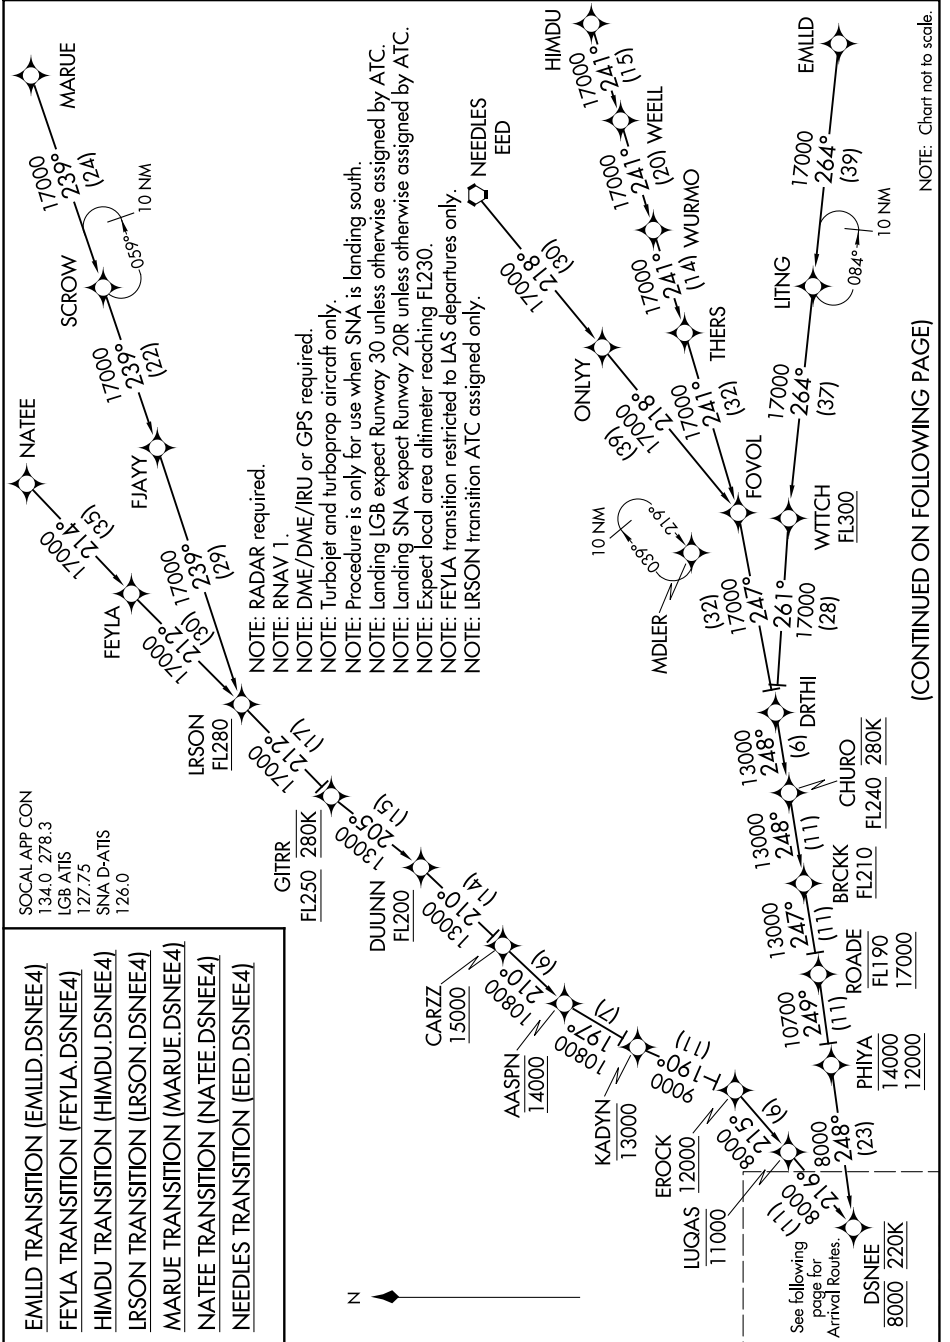 EMLLD TRANSITION (EMLLD.DSNEE4)
FEYLA TRANSITION (FEYLA.DSNEE4)
HIMDU TRANSITION (HIMDU.DSNEE4)
LRSON TRANSITION (LRSON.DSNEE4)
MARUE TRANSITION (MARUE.DSNEE4)
NATEE TRANSITION (NATEE.DSNEE4)
NEEDLES TRANSITION (EED.DSNEE4)
SOCAL APP CON
134.0 278.3
LGB ATIS
127.75
SNA D-ATIS
126.0
NATEE
17000
214°
(35)
FEYLA
17000
212°
(30)
MARUE
17000
239°
(24)
SCROW
059°
10 NM
17000
239°
(22)
FJAYY
17000
239°
(29)
LRSON
FL280
17000
212°
(17)
GITRR
FL250 280K
13000
205°
(15)
DUUNN
FL200
13000
210°
(14)
CARZZ
15000
10800
210°
(6)
AASPN
14000
10800
197°
(7)
KADYN
13000
9000
190°
(11)
EROCK
12000
8000
215°
(6)
LUQAS
11000
8000
216°
(11)
NOTE: RADAR required.
NOTE: RNAV 1.
NOTE: DME/DME/IRU or GPS required.
NOTE: Turbojet and turboprop aircraft only.
NOTE: Procedure is only for use when SNA is landing south.
NOTE: Landing LGB expect Runway 30 unless otherwise assigned by ATC.
NOTE: Landing SNA expect Runway 20R unless otherwise assigned by ATC.
NOTE: Expect local area altimeter reaching FL230.
NOTE: FEYLA transition restricted to LAS departures only.
NOTE: LRSON transition ATC assigned only.
NEEDLES
EED
17000
218°
(30)
ONLYY
17000
218°
(39)
HIMDU
17000
241°
(15)
WEELL
17000
241°
(20)
WURMO
17000
241°
(14)
THERS
17000
241°
(32)
FOVOL
MDLER
10 NM
039°
219°
17000
247°
(32)
EMLLD
17000
264°
(39)
LITNG
084°
10 NM
17000
264°
(37)
WTTCH
FL300
261°
17000
(28)
DRTHI
13000
248°
(6)
CHURO
FL240 280K
13000
248°
(11)
BRCKK
FL210
13000
247°
(11)
ROADE
FL190
17000
10700
249°
(11)
PHIYA
14000
12000
8000
248°
(23)
DSNEE
8000 220K
See following
page for
Arrival Routes.
N
(CONTINUED ON FOLLOWING PAGE)
NOTE: Chart not to scale.